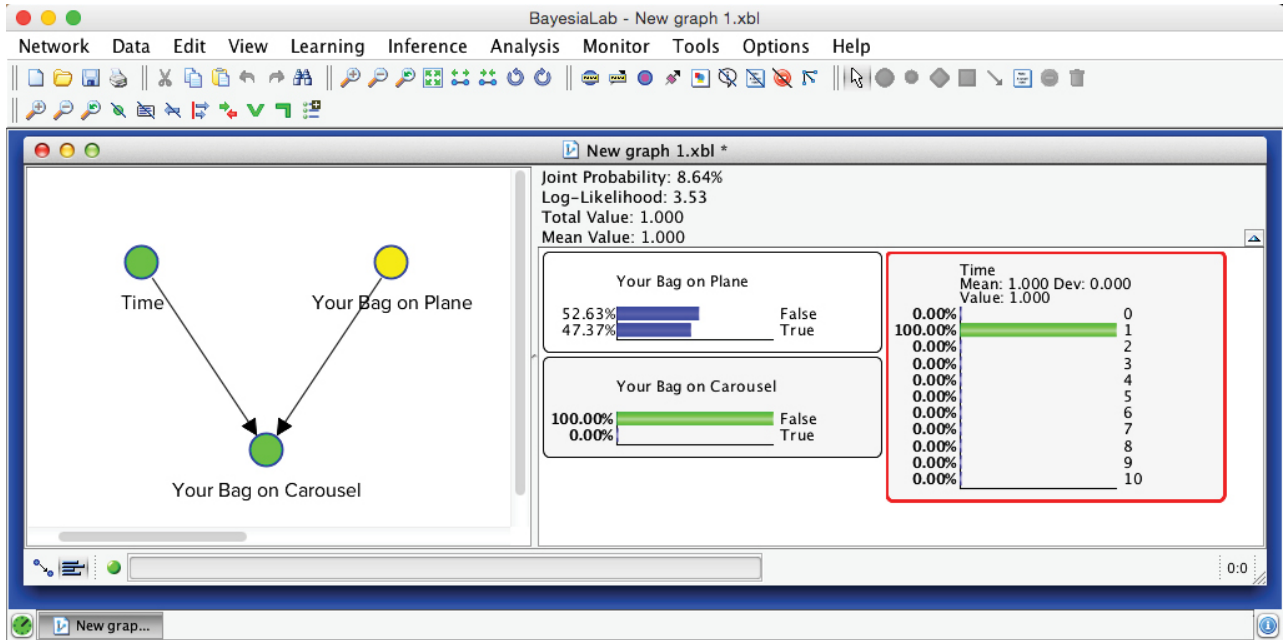 BayesiaLab - New graph 1.xbl
Network Data Edit View Learning Inference Analysis Monitor Tools Options Help
New graph 1.xbl *
Time
Your Bag on Plane
Your Bag on Carousel
Joint Probability: 8.64%
Log-Likelihood: 3.53
Total Value: 1.000
Mean Value: 1.000
Your Bag on Plane
52.63% False
47.37% True
Your Bag on Carousel
100.00% False
0.00% True
Time
Mean: 1.000 Dev: 0.000
Value: 1.000
0.00% 0
100.00% 1
0.00% 2
0.00% 3
0.00% 4
0.00% 5
0.00% 6
0.00% 7
0.00% 8
0.00% 9
0.00% 10
0:0
New grap...